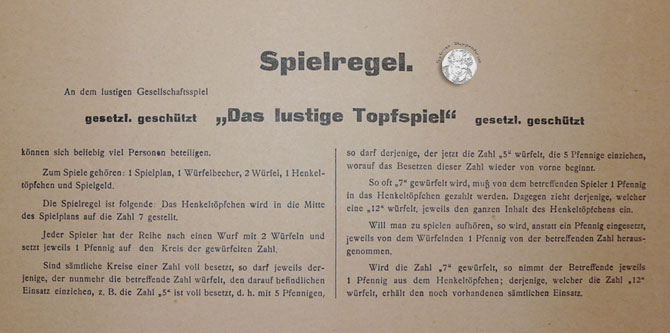 Spielregel.
An dem lustigen Gesellschaftsspiel
gesetzl. geschützt „Das lustige Topfspiel“ gesetzl. geschützt
können sich beliebig viel Personen beteiligen.
Zum Spiele gehören: 1 Spielplan, 1 Würfelbecher, 2 Würfel, 1 Henkel-
töpfchen und Spielgeld.
Die Spielregel ist folgende: Das Henkeltöpfchen wird in die Mitte
des Spielplans auf die Zahl 7 gestellt.
Jeder Spieler hat der Reihe nach einen Wurf mit 2 Würfeln und
setzt jeweils 1 Pfennig auf den Kreis der gewürfelten Zahl.
Sind sämtliche Kreise einer Zahl voll besetzt, so darf jeweils der-
jenige, der nunmehr die betreffende Zahl würfelt, den darauf befindlichen
Einsatz einziehen, z. B. die Zahl „5“ ist voll besetzt, d. h. mit 5 Pfennigen,
so darf derjenige, der jetzt die Zahl „5“ würfelt, die 5 Pfennige einziehen,
worauf das Besetzen dieser Zahl wieder von vorne beginnt.
So oft „7“ gewürfelt wird, muß von dem betreffenden Spieler 1 Pfennig
in das Henkeltöpfchen gezahlt werden. Dagegen zieht derjenige, welcher
eine „12“ würfelt, jeweils den ganzen Inhalt des Henkeltöpfchens ein.
Will man zu spielen aufhören, so wird, anstatt ein Pfennig eingesetzt,
jeweils von dem Würfelnden 1 Pfennig von der betreffenden Zahl heraus-
genommen.
Wird die Zahl „7“ gewürfelt, so nimmt der Betreffende jeweils
1 Pfennig aus dem Henkeltöpfchen; derjenige, welcher die Zahl „12“
würfelt, erhält den noch vorhandenen sämtlichen Einsatz.